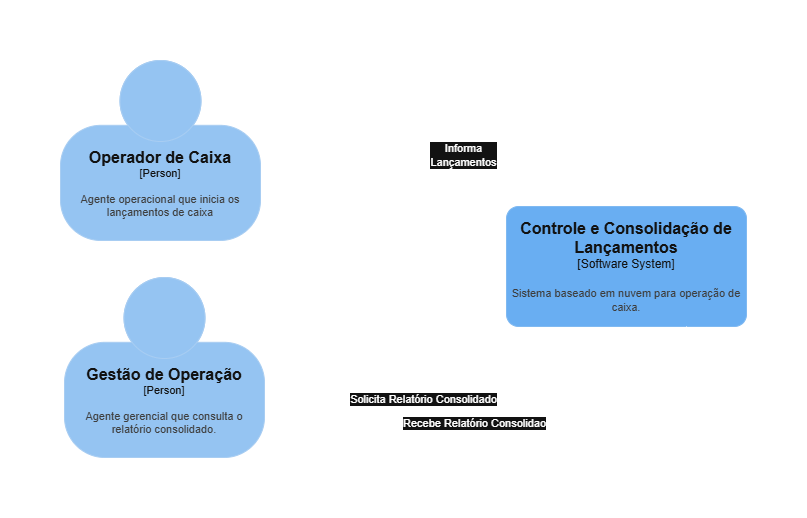 Operador de Caixa
[Person]
Agente operacional que inicia os
lançamentos de caixa
Informa
Lançamentos
Controle e Consolidação de
Lançamentos
[Software System]
Sistema baseado em nuvem para operação de
caixa.
Gestão de Operação
[Person]
Agente gerencial que consulta o
relatório consolidado.
Solicita Relatório Consolidado
Recebe Relatório Consolidao